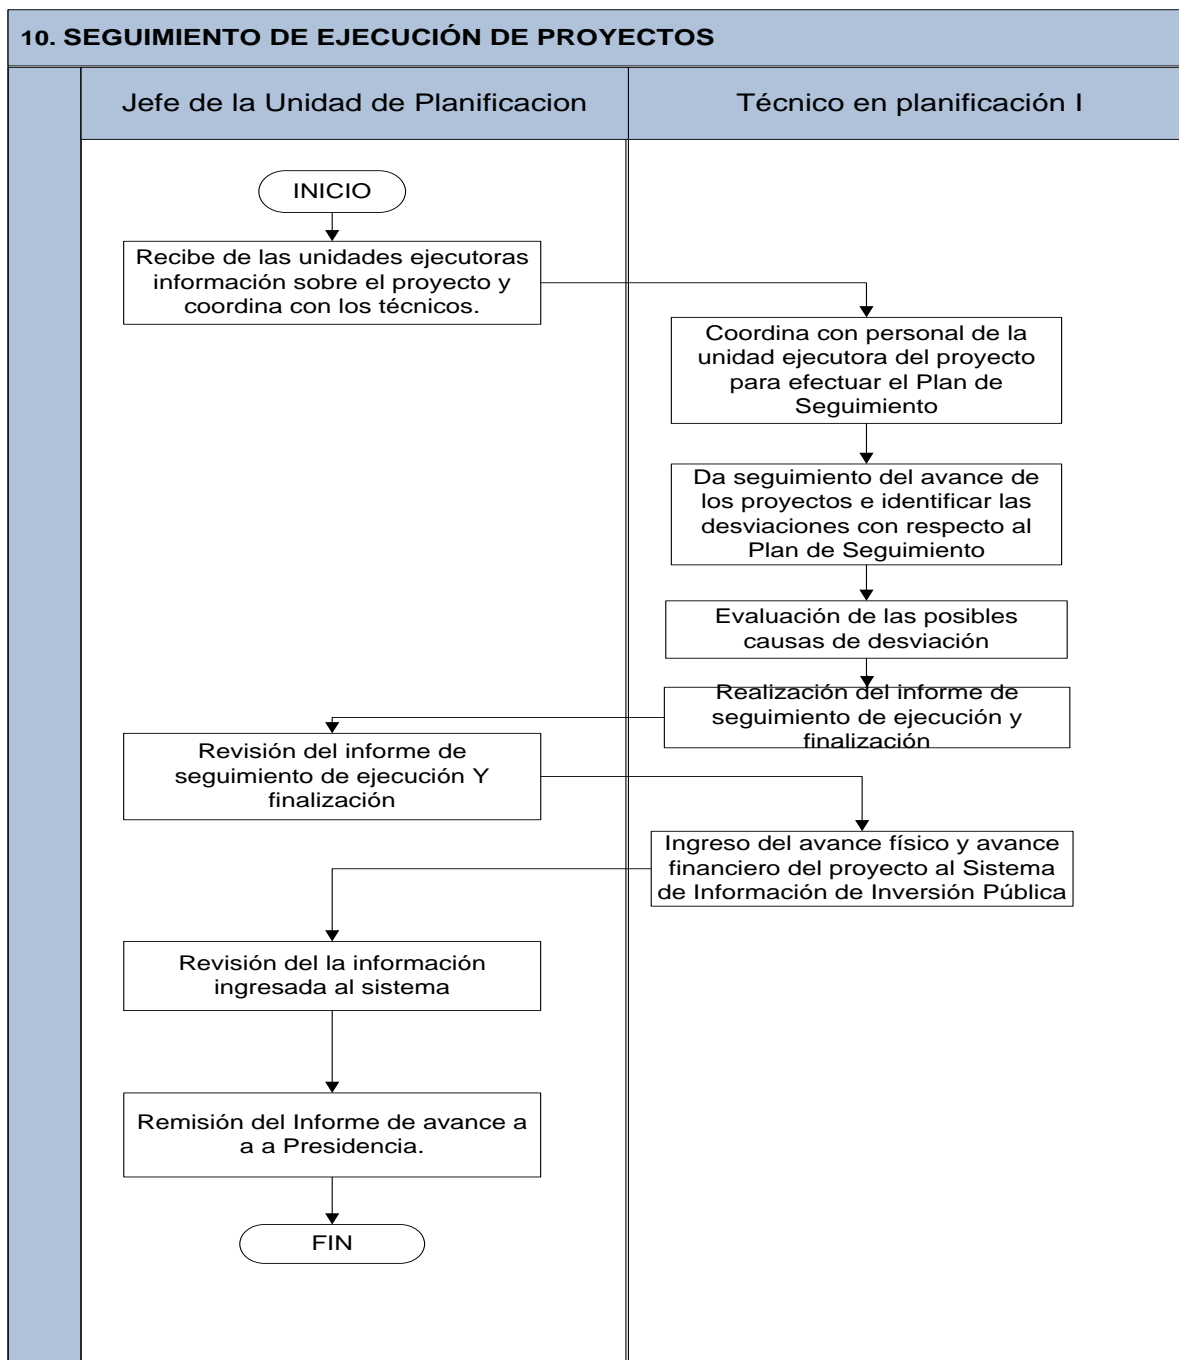 10. SEGUIMIENTO DE EJECUCIÓN DE PROYECTOS
Jefe de la Unidad de Planificacion
Técnico en planificación I
INICIO
Recibe de las unidades ejecutoras
información sobre el proyecto y
coordina con los técnicos.
Coordina con personal de la
unidad ejecutora del proyecto
para efectuar el Plan de
Seguimiento
Da seguimiento del avance de
los proyectos e identificar las
desviaciones con respecto al
Plan de Seguimiento
Evaluación de las posibles
causas de desviación
Realización del informe de
seguimiento de ejecución y
finalización
Revisión del informe de
seguimiento de ejecución Y
finalización
Ingreso del avance físico y avance
financiero del proyecto al Sistema
de Información de Inversión Pública
Revisión del la información
ingresada al sistema
Remisión del Informe de avance a
a a Presidencia.
FIN